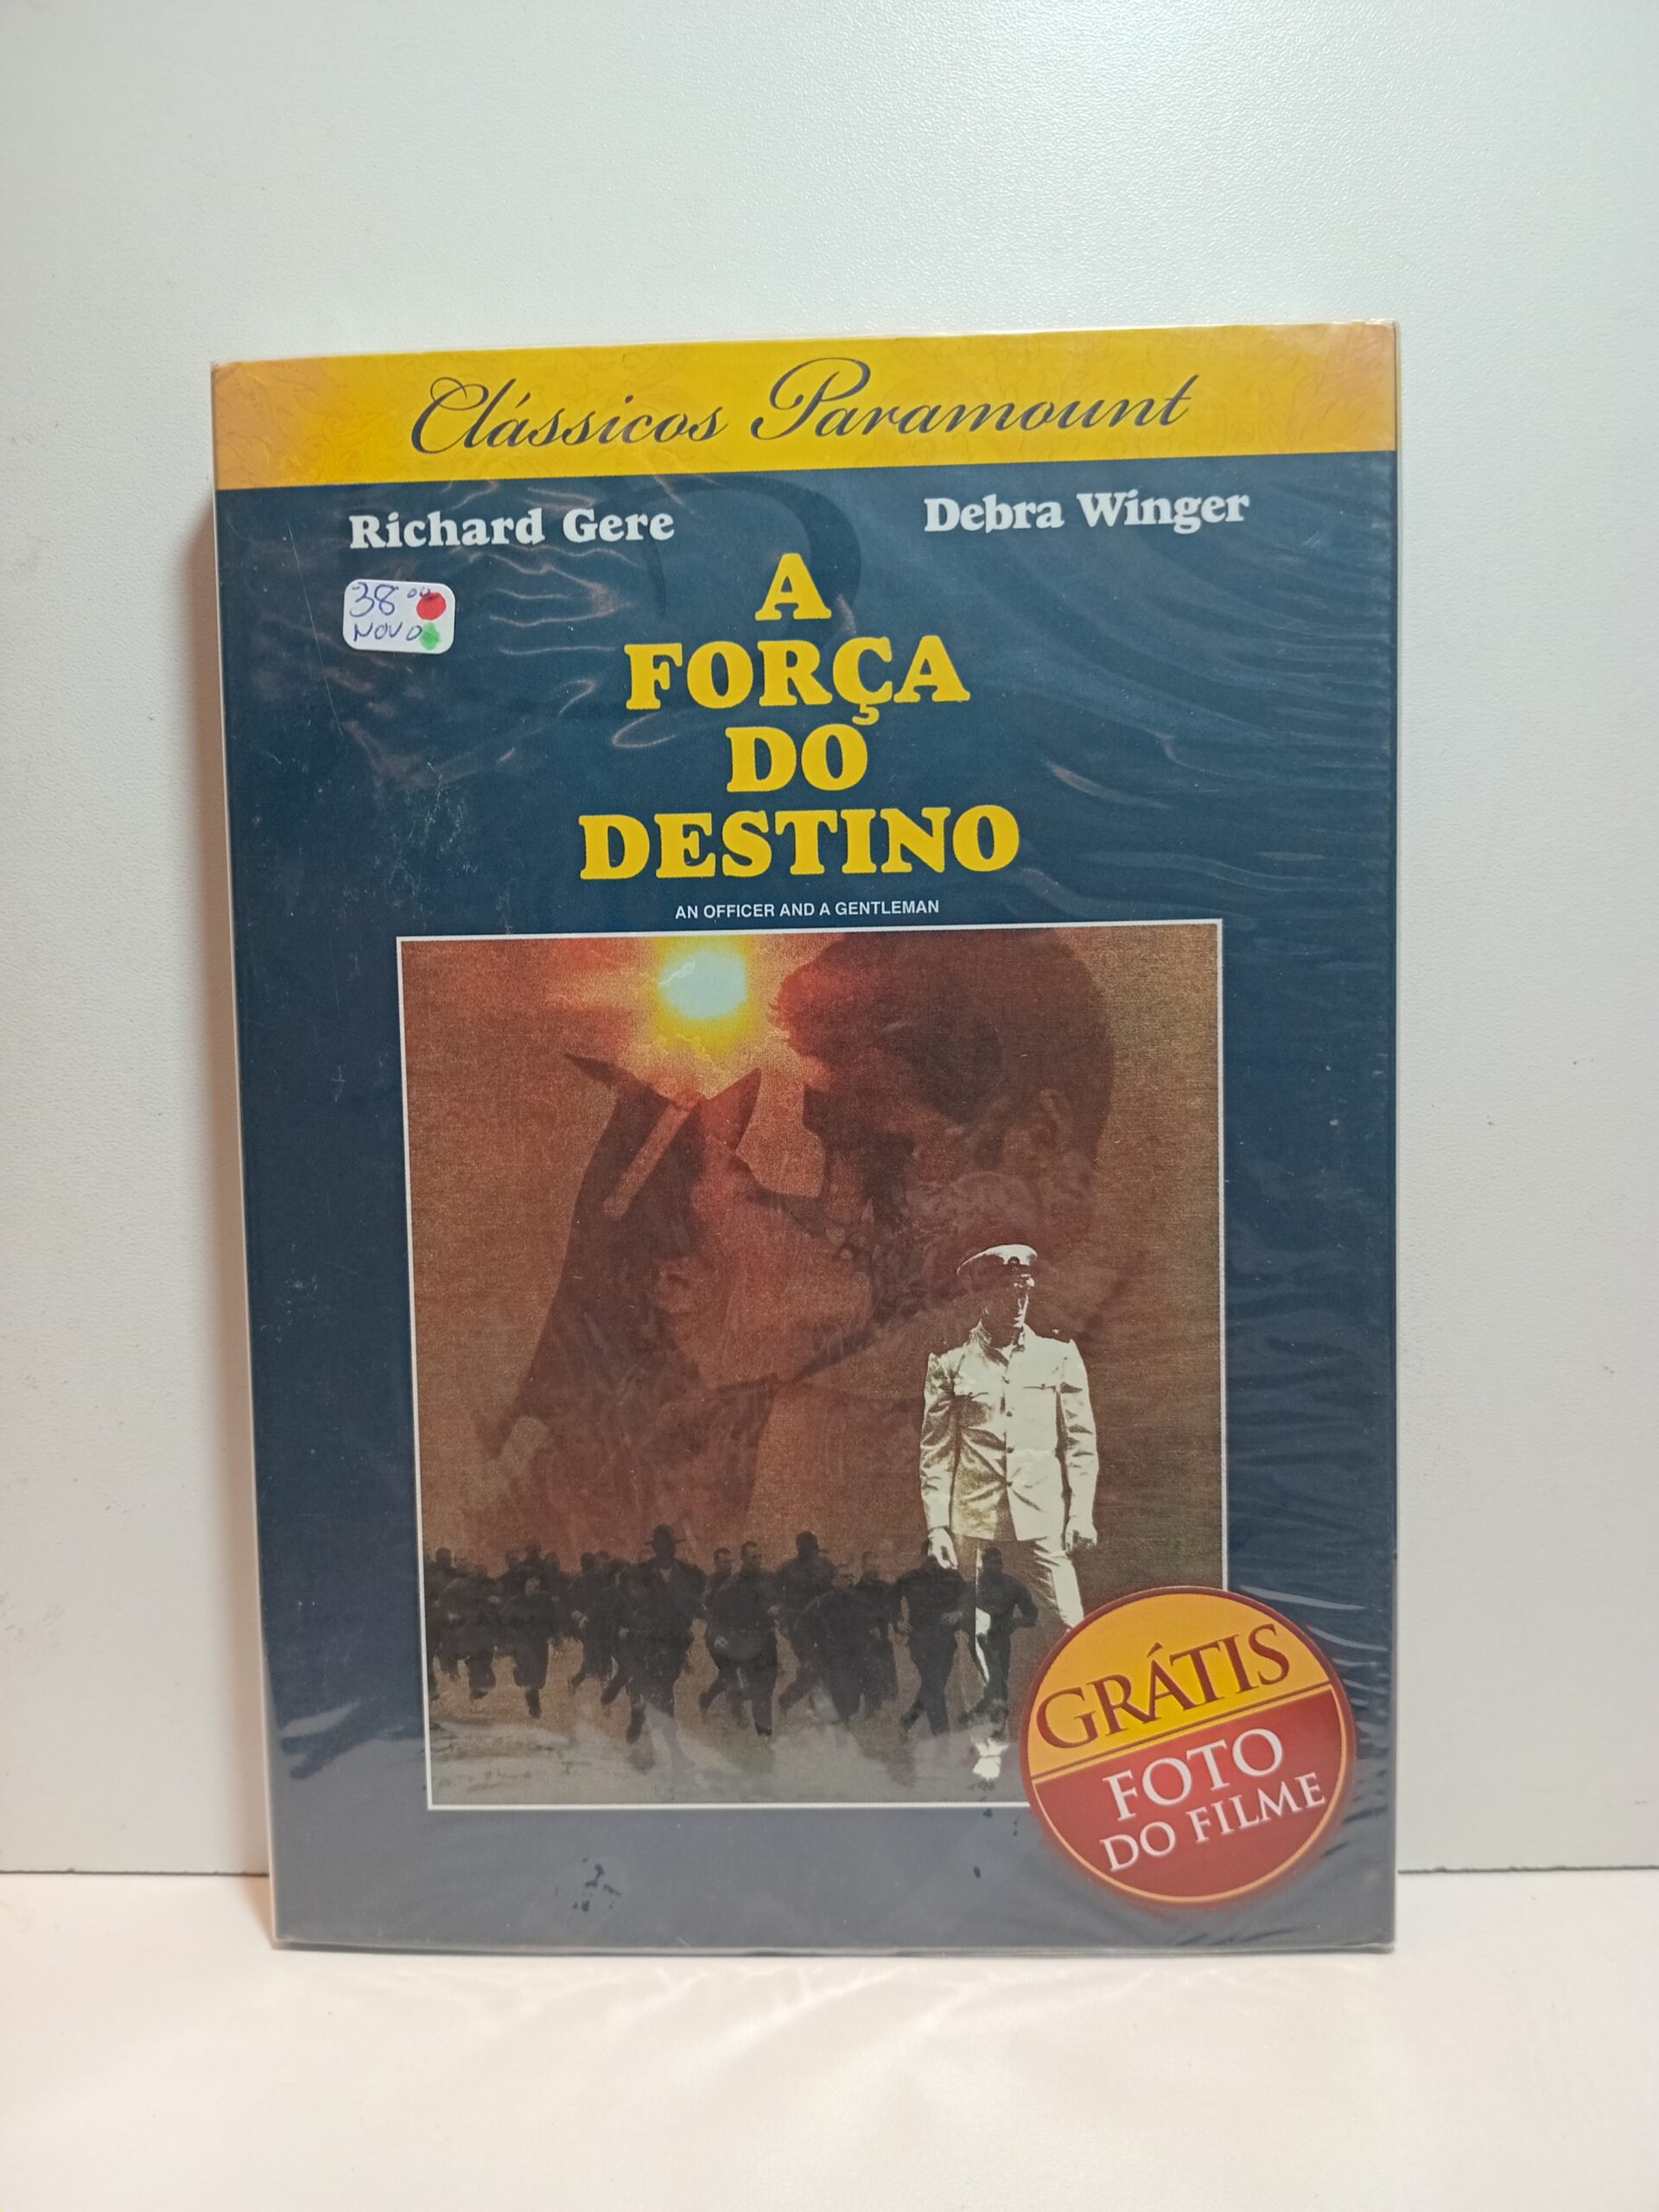 Clássicos Paramount
Richard Gere
Debra Winger
38,00
NOVO
A
FORÇA
DO
DESTINO
AN OFFICER AND A GENTLEMAN
GRÁTIS
FOTO
DO FILME